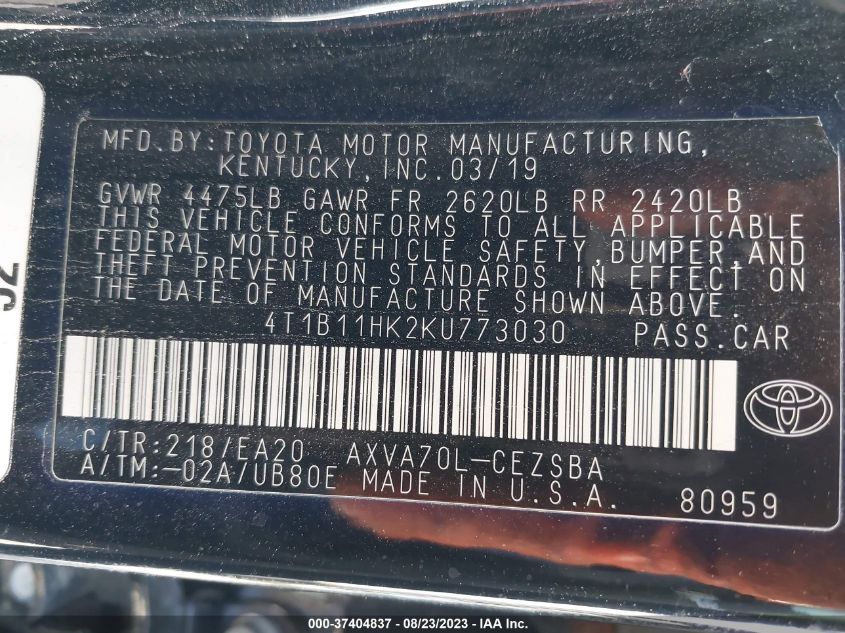 MFD.BY:TOYOTA MOTOR MANUFACTURING,
KENTUCKY,INC.03/19
GVWR 4475LB GAWR FR 2620LB RR 2420LB
THIS VEHICLE CONFORMS TO ALL APPLICABLE
FEDERAL MOTOR VEHICLE SAFETY,BUMPER,AND
THEFT PREVENTION STANDARDS IN EFFECT ON
THE DATE OF MANUFACTURE SHOWN ABOVE.
4T1B11HK2KU773030 PASS.CAR
C/TR:218/EA20 AXVA70L-CEZSBA
A/TM:-02A/UB80E MADE IN U.S.A. 80959
000-37404837 - 08/23/2023 - IAA Inc.